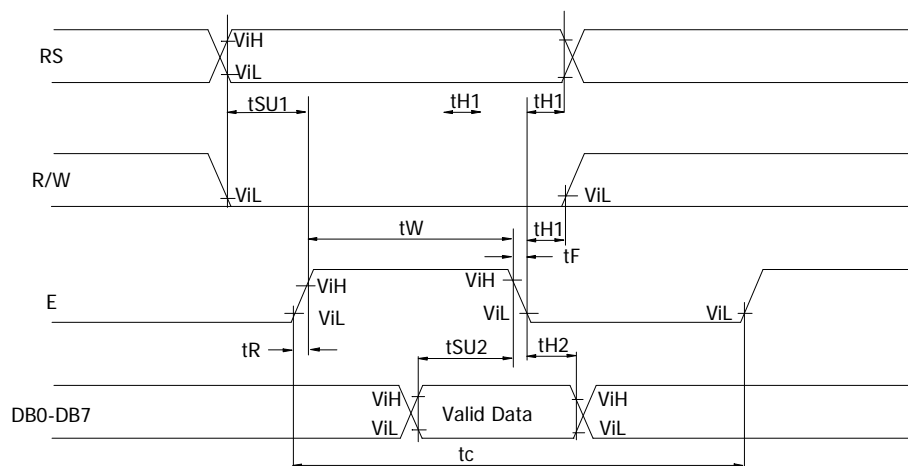 RS
ViH
ViL
tSU1
tH1
tH1
R/W
ViL
ViL
tW
tH1
tF
E
ViH
ViH
ViL
ViL
ViL
tR
tSU2
tH2
DB0-DB7
ViH
Valid Data
ViH
ViL
ViL
tc